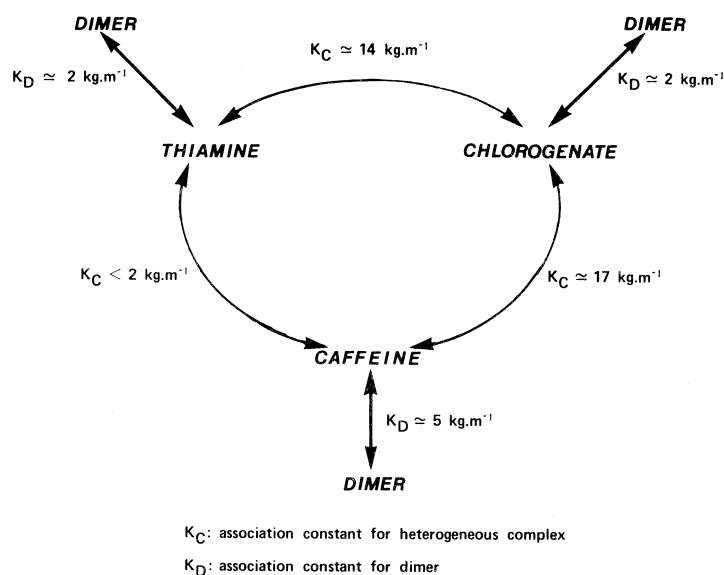 DIMER
DIMER
K_C ≃ 14 kg.m⁻¹
K_D ≃ 2 kg.m⁻¹
K_D ≃ 2 kg.m⁻¹
THIAMINE
CHLOROGENATE
K_C < 2 kg.m⁻¹
K_C ≃ 17 kg.m⁻¹
CAFFEINE
K_D ≃ 5 kg.m⁻¹
DIMER
K_C: association constant for heterogeneous complex
K_D: association constant for dimer